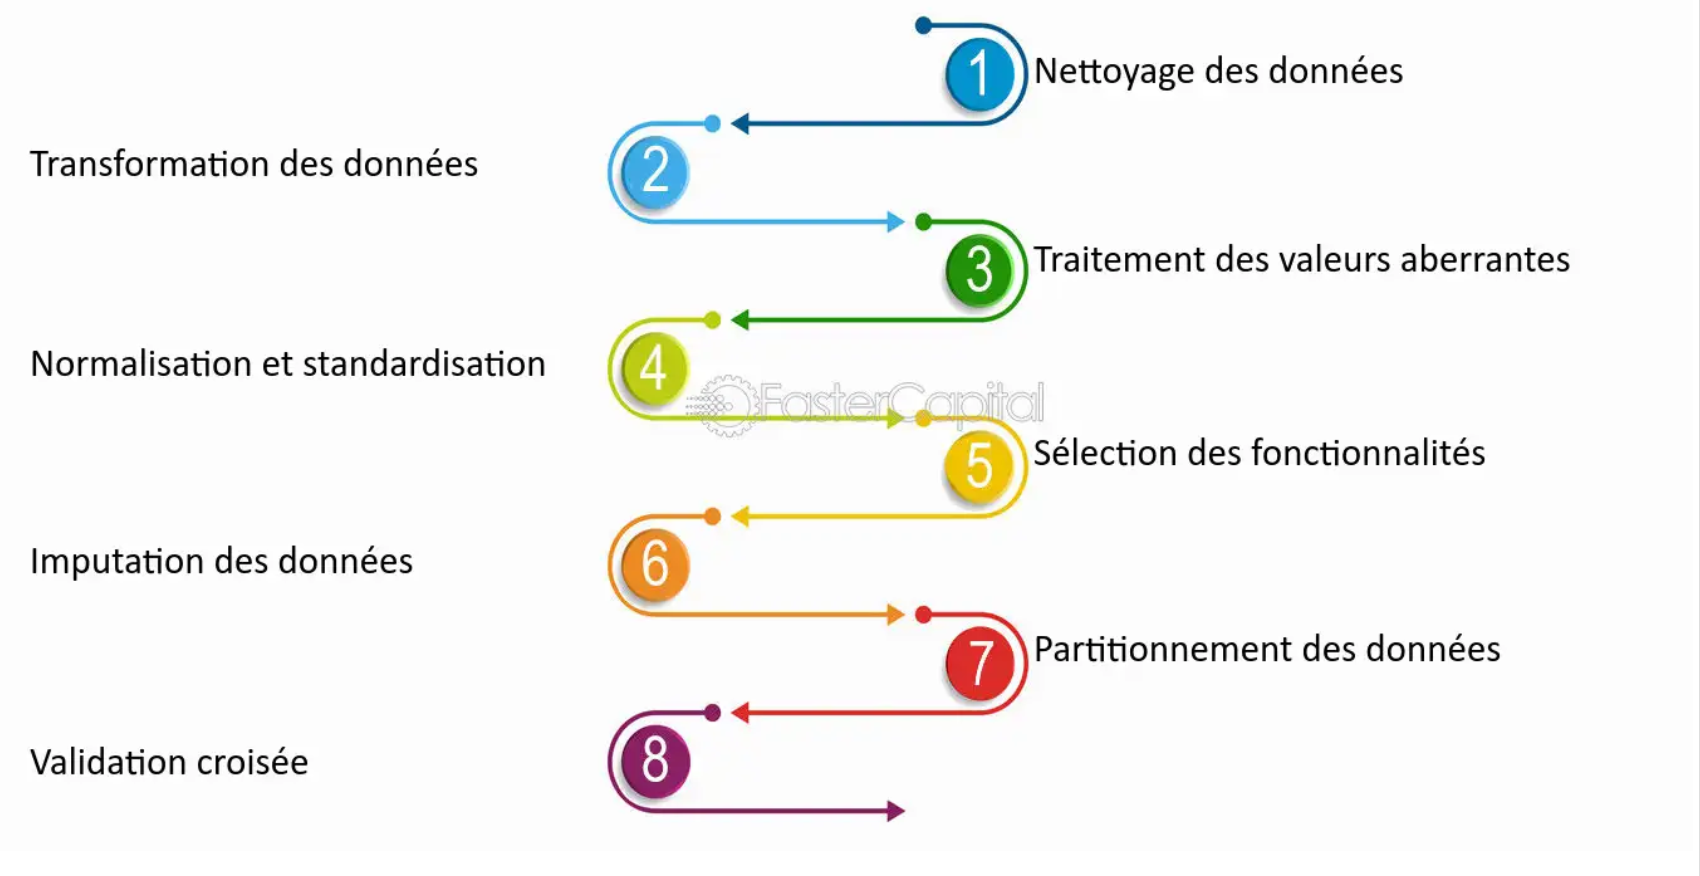 1 Nettoyage des données
Transformation des données 2
3 Traitement des valeurs aberrantes
Normalisation et standardisation 4
FasterCapital
5 Sélection des fonctionnalités
Imputation des données 6
7 Partitionnement des données
Validation croisée 8